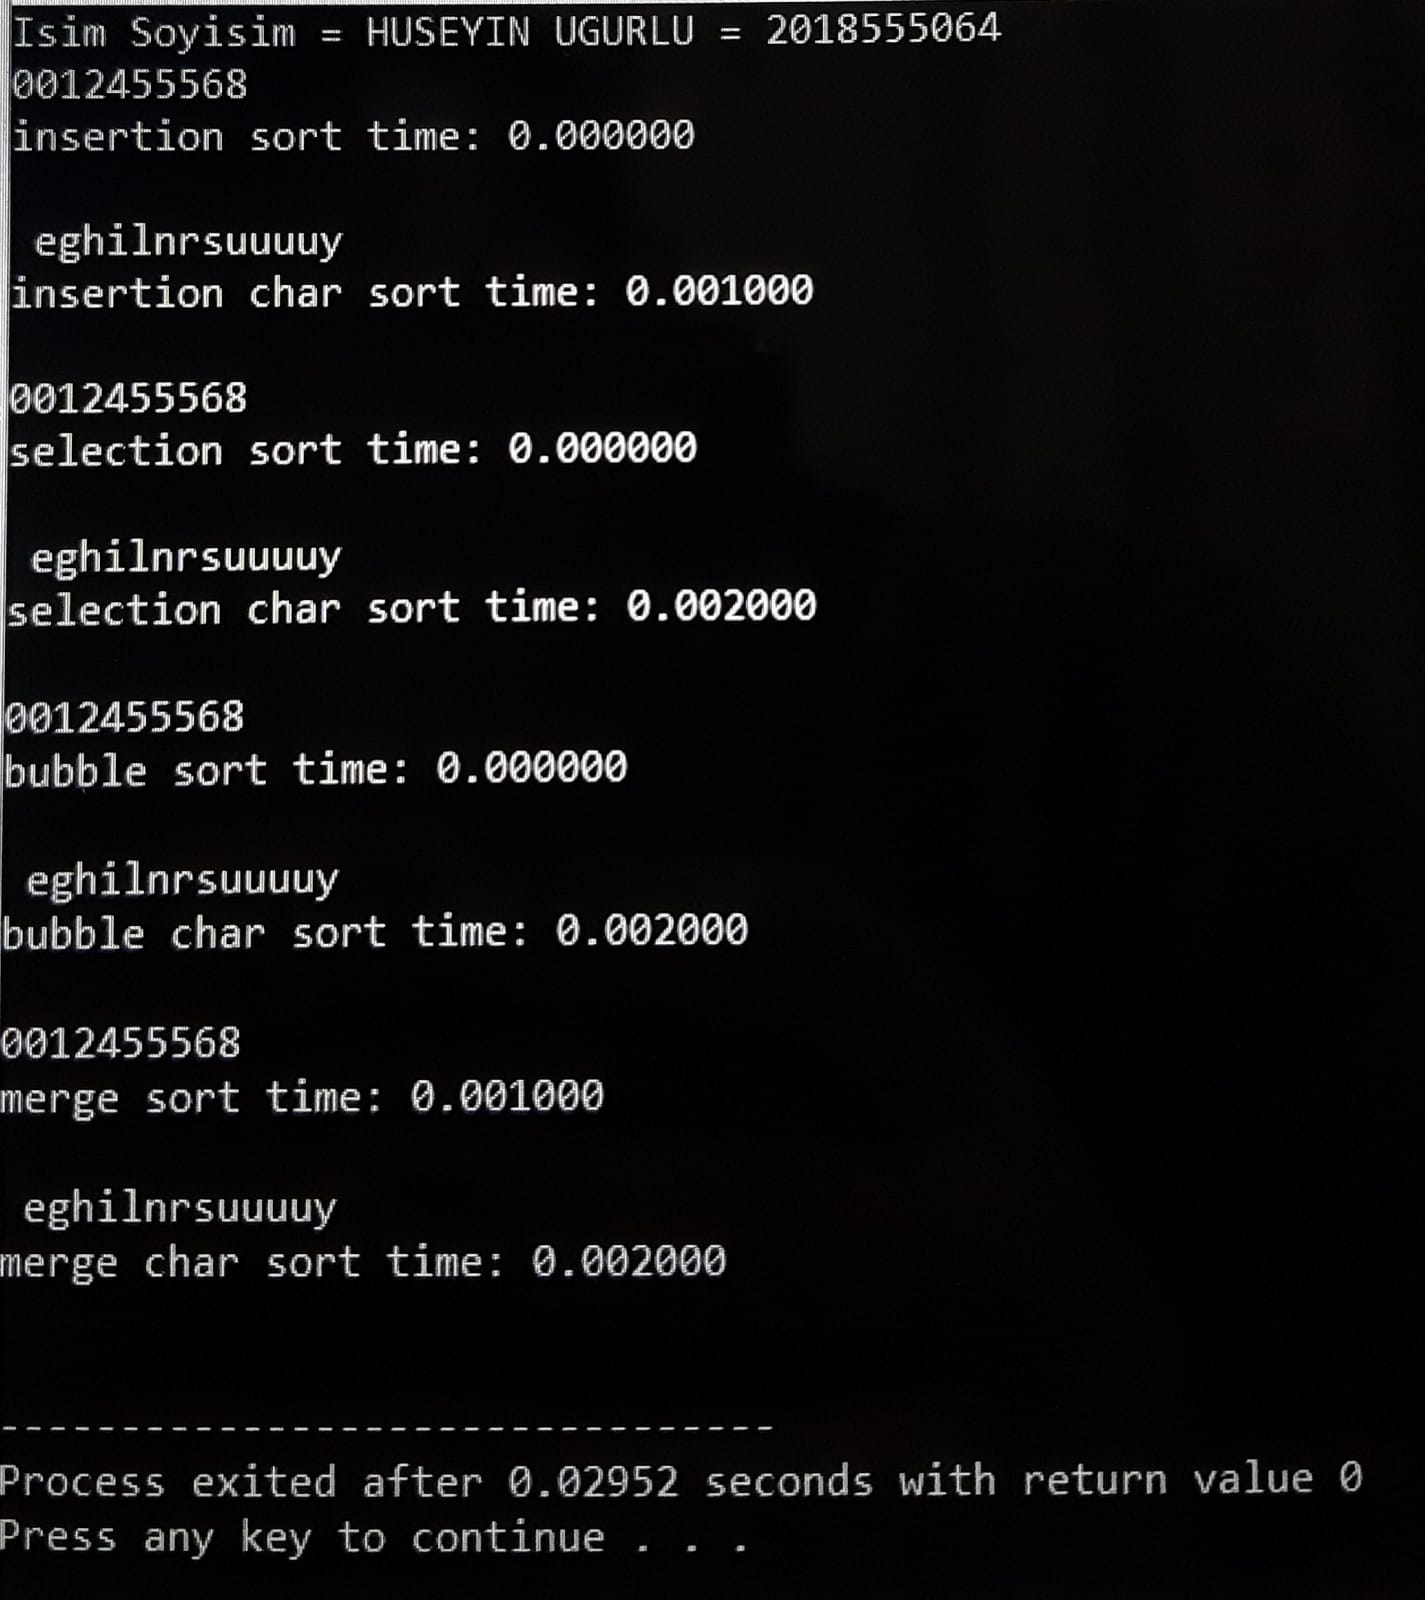 Isim Soyisim = HUSEYIN UGURLU = 2018555064
0012455568
insertion sort time: 0.000000
eghilnrsuuuuy
insertion char sort time: 0.001000
0012455568
selection sort time: 0.000000
eghilnrsuuuuy
selection char sort time: 0.002000
0012455568
bubble sort time: 0.000000
eghilnrsuuuuy
bubble char sort time: 0.002000
0012455568
merge sort time: 0.001000
eghilnrsuuuuy
merge char sort time: 0.002000
--------------------------------
Process exited after 0.02952 seconds with return value 0
Press any key to continue . . .